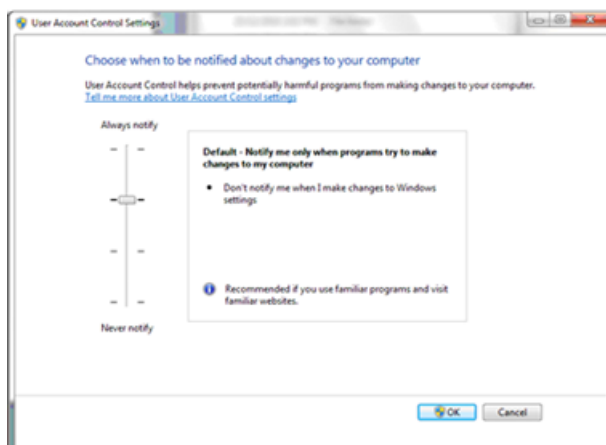 User Account Control Settings
Choose when to be notified about changes to your computer
User Account Control helps prevent potentially harmful programs from making changes to your computer.
Tell me more about User Account Control settings
Always notify
Default - Notify me only when programs try to make
changes to my computer
• Don't notify me when I make changes to Windows
settings
Recommended if you use familiar programs and visit
familiar websites.
Never notify
OK
Cancel